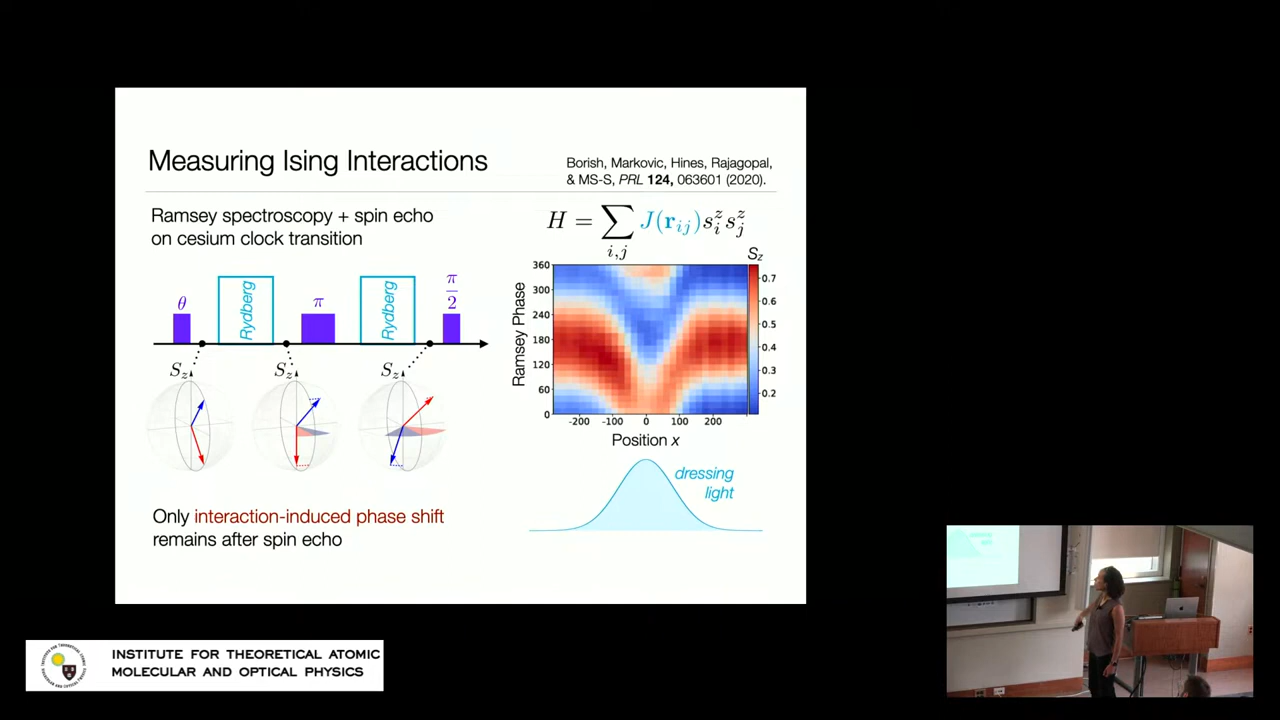 Measuring Ising Interactions
Borish, Markovic, Hines, Rajagopal,
& MS-S, PRL 124, 063601 (2020).
Ramsey spectroscopy + spin echo
on cesium clock transition
θ
Rydberg
π
Rydberg
π/2
S_z
S_z
S_z
Only interaction-induced phase shift
remains after spin echo
H = ∑_{i,j} J(r_{ij}) s_i^z s_j^z
S_z
Ramsey Phase
360
300
240
180
120
60
0
0.7
0.6
0.5
0.4
0.3
0.2
-200 -100 0 100 200
Position x
dressing
light
INSTITUTE FOR THEORETICAL ATOMIC
MOLECULAR AND OPTICAL PHYSICS